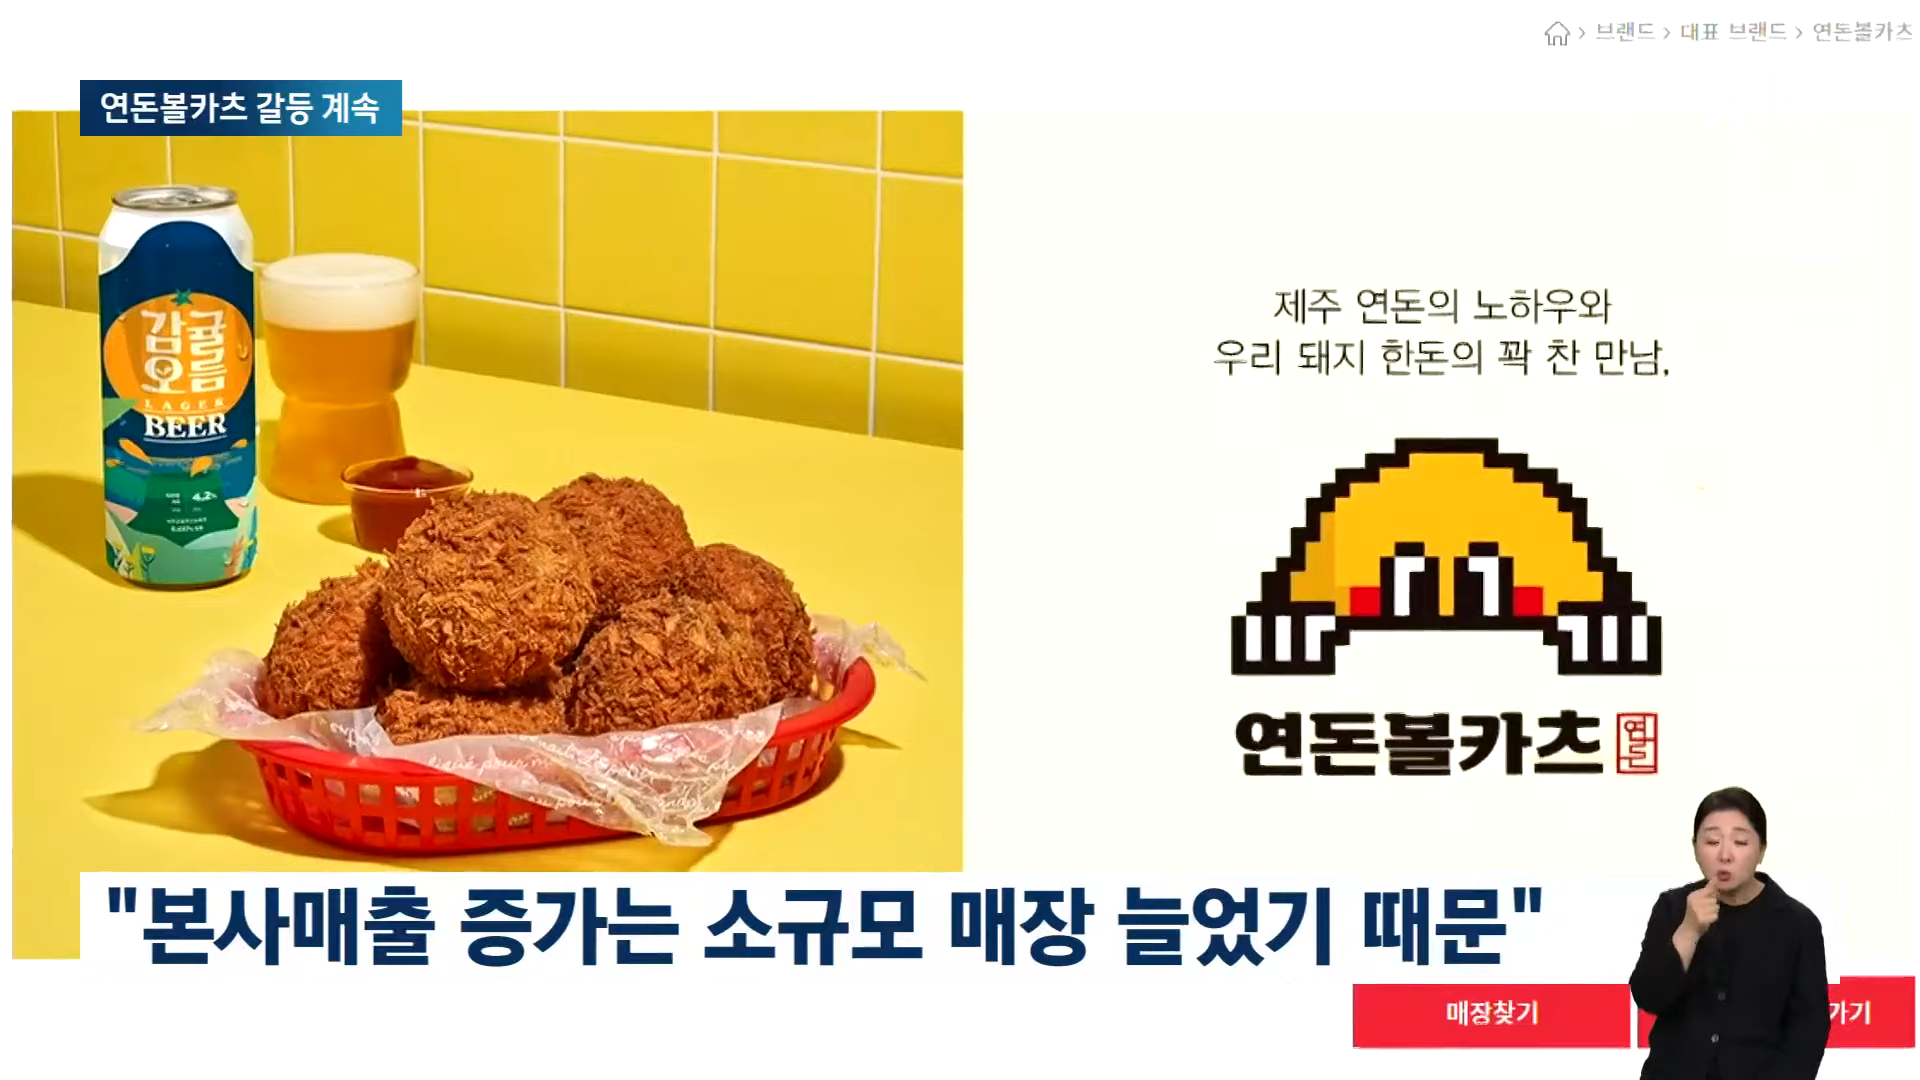 브랜드 > 대표 브랜드 > 연돈볼카츠
연돈볼카츠 갈등 계속
감귤
오름
LAGER
BEER
4.2%
제주 연돈의 노하우와
우리 돼지 한돈의 꽉 찬 만남,
연돈볼카츠
연돈
"본사매출 증가는 소규모 매장 늘었기 때문"
매장찾기
가기